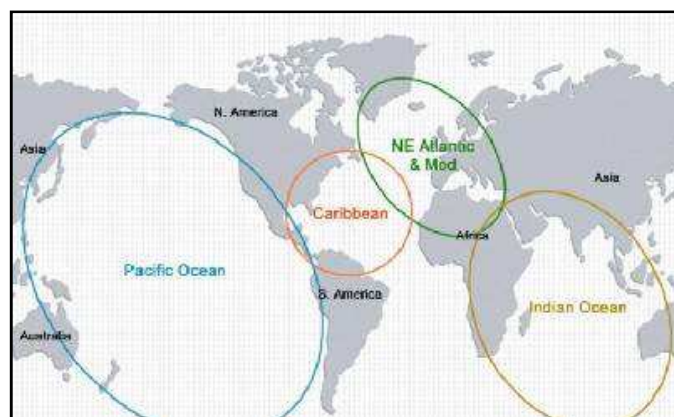 N. America
Asia
NE Atlantic
& Med
Asia
Caribbean
Africa
Pacific Ocean
S. America
Indian Ocean
Australia